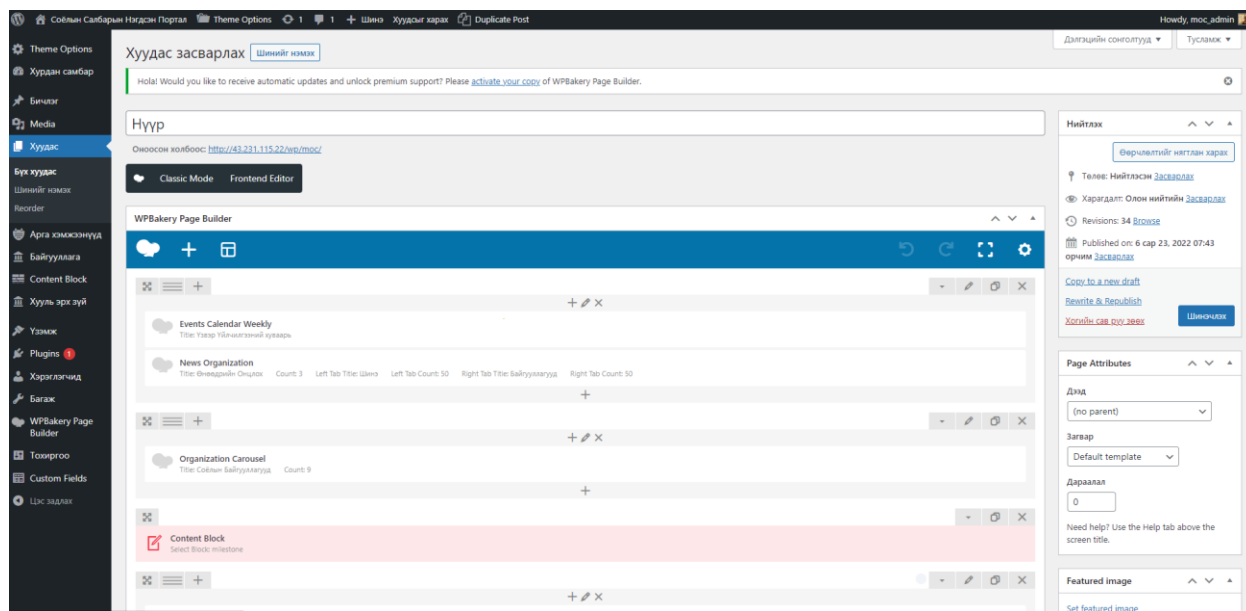 Соёлын Салбарын Нэгдсэн Портал Theme Options 1 1 Шинэ Хуудсыг харах Duplicate Post Howdy, moc_admin
Дэлгэцийн сонголтууд Тусламж
Theme Options
Хурдан самбар
Бичлэг
Media
Хуудас
Бүх хуудас
Шинийг нэмэх
Reorder
Арга хэмжээнүүд
Байгууллага
Content Block
Хууль эрх зүй
Үзэмж
Plugins 1
Хэрэглэгчид
Багаж
WPBakery Page
Builder
Тохиргоо
Custom Fields
Цэс задлах
Хуудас засварлах Шинийг нэмэх
Hola! Would you like to receive automatic updates and unlock premium support? Please activate your copy of WPBakery Page Builder.
Нүүр
Оноосон холбоос: http://43.231.115.22/wp/moc/
Classic Mode Frontend Editor
WPBakery Page Builder
Events Calendar Weekly
Title: Үзвэр Үйлчилгээний хуваарь
News Organization
Title: Өнөөдрийн Онцлох Count: 3 Left Tab Title: Шинэ Left Tab Count: 50 Right Tab Title: Байгууллагууд Right Tab Count: 50
Organization Carousel
Title: Соёлын Байгууллагууд Count: 9
Content Block
Select Block: milestone
Нийтлэх
Өөрчлөлтийг нягтлан харах
Төлөв: Нийтлэсэн Засварлах
Харагдалт: Олон нийтийн Засварлах
Revisions: 34 Browse
Published on: 6 сар 23, 2022 07:43
орчим Засварлах
Copy to a new draft
Rewrite & Republish
Хогийн сав руу зөөх Шинэчлэх
Page Attributes
Дээд
(no parent)
Загвар
Default template
Дараалал
0
Need help? Use the Help tab above the
screen title.
Featured image
Set featured image